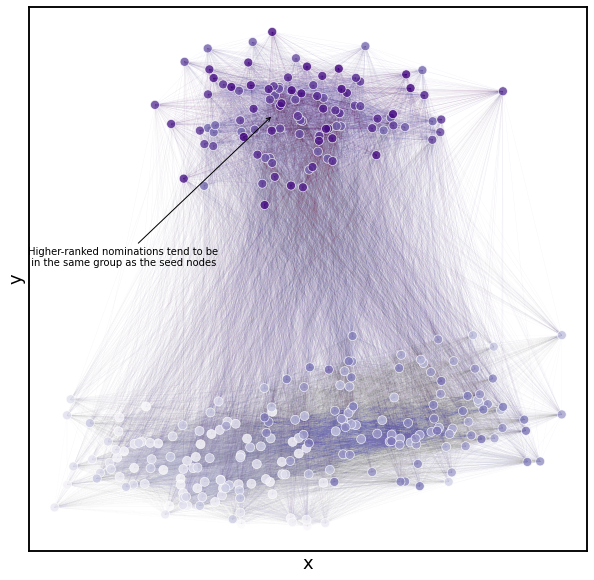 Higher-ranked nominations tend to be
in the same group as the seed nodes
y
x